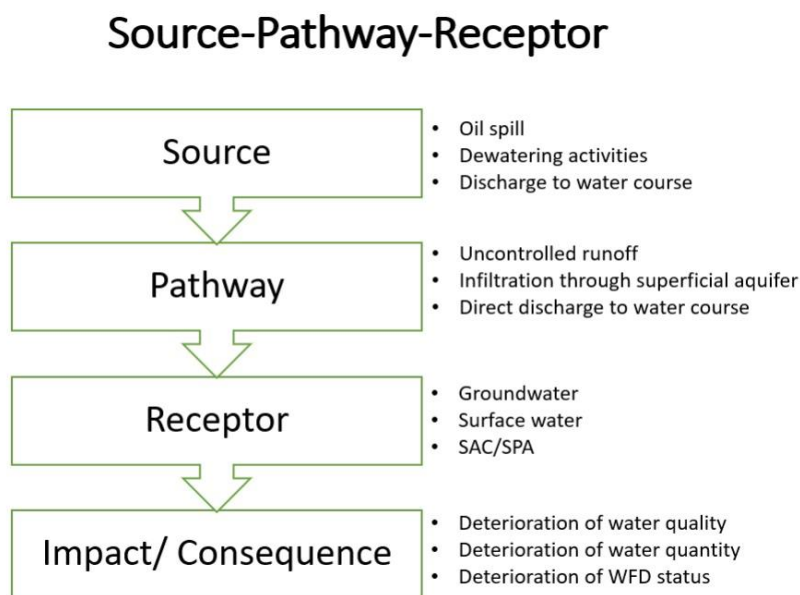 Source-Pathway-Receptor
Source
• Oil spill
• Dewatering activities
• Discharge to water course
Pathway
• Uncontrolled runoff
• Infiltration through superficial aquifer
• Direct discharge to water course
Receptor
• Groundwater
• Surface water
• SAC/SPA
Impact/ Consequence
• Deterioration of water quality
• Deterioration of water quantity
• Deterioration of WFD status